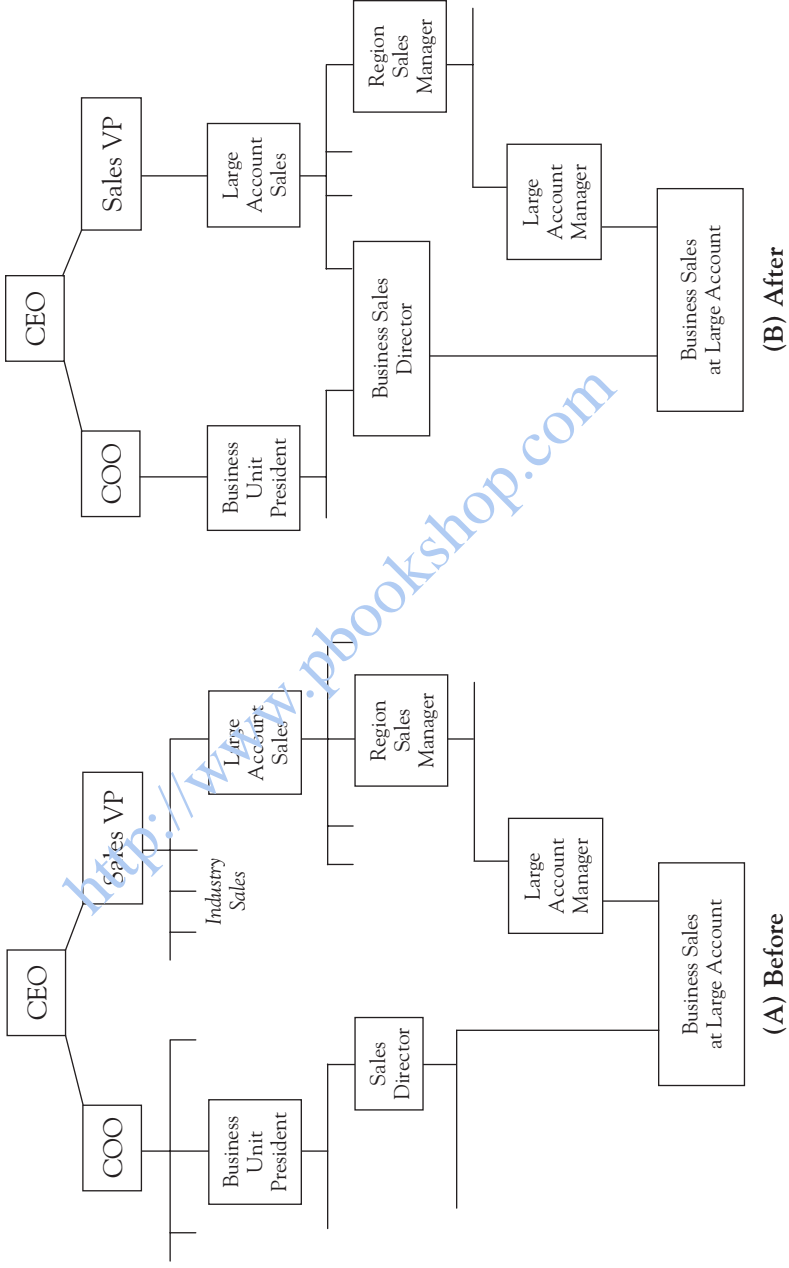 CEO
COO
Sales VP
Industry
Sales
Business
Unit
President
Large
Account
Sales
Sales
Director
Region
Sales
Manager
Large
Account
Manager
Business Sales
at Large Account
(A) Before
CEO
COO
Sales VP
Business
Unit
President
Large
Account
Sales
Business Sales
Director
Region
Sales
Manager
Large
Account
Manager
Business Sales
at Large Account
(B) After
http://www.pbookshop.com